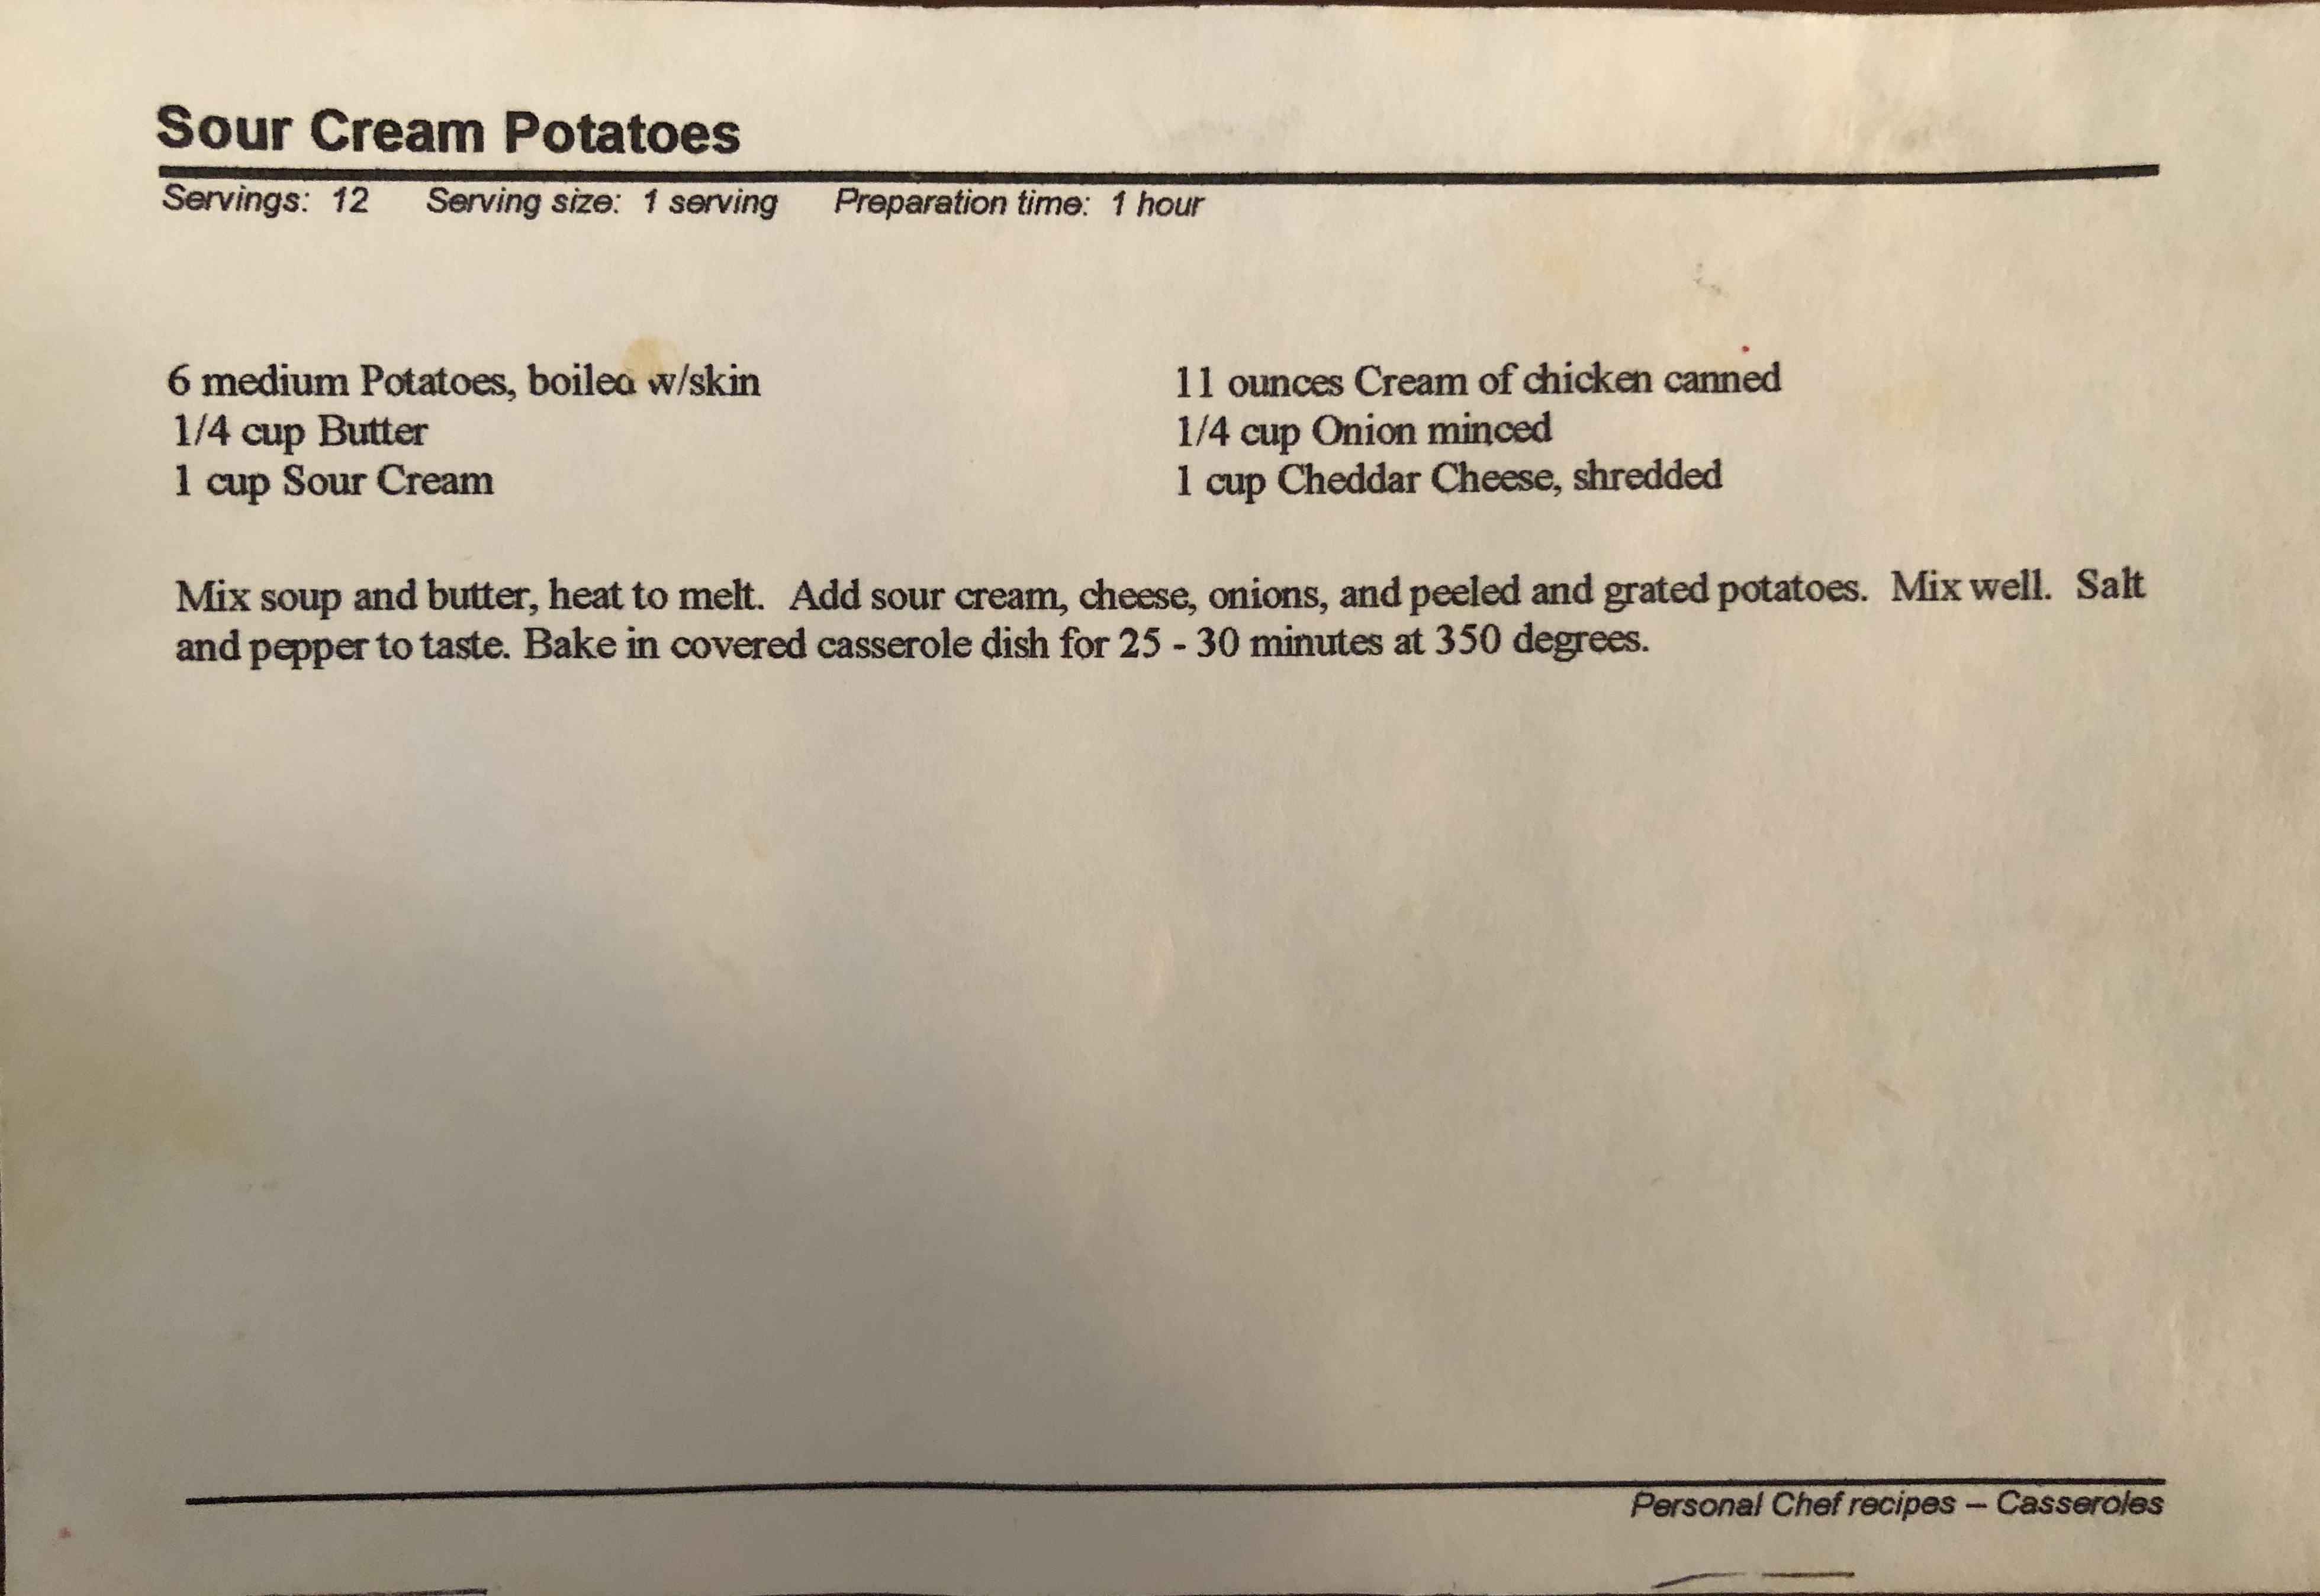 Sour Cream Potatoes
Servings: 12 Serving size: 1 serving Preparation time: 1 hour
6 medium Potatoes, boiled w/skin
1/4 cup Butter
1 cup Sour Cream
11 ounces Cream of chicken canned
1/4 cup Onion minced
1 cup Cheddar Cheese, shredded
Mix soup and butter, heat to melt. Add sour cream, cheese, onions, and peeled and grated potatoes. Mix well. Salt
and pepper to taste. Bake in covered casserole dish for 25 - 30 minutes at 350 degrees.
Personal Chef recipes – Casseroles